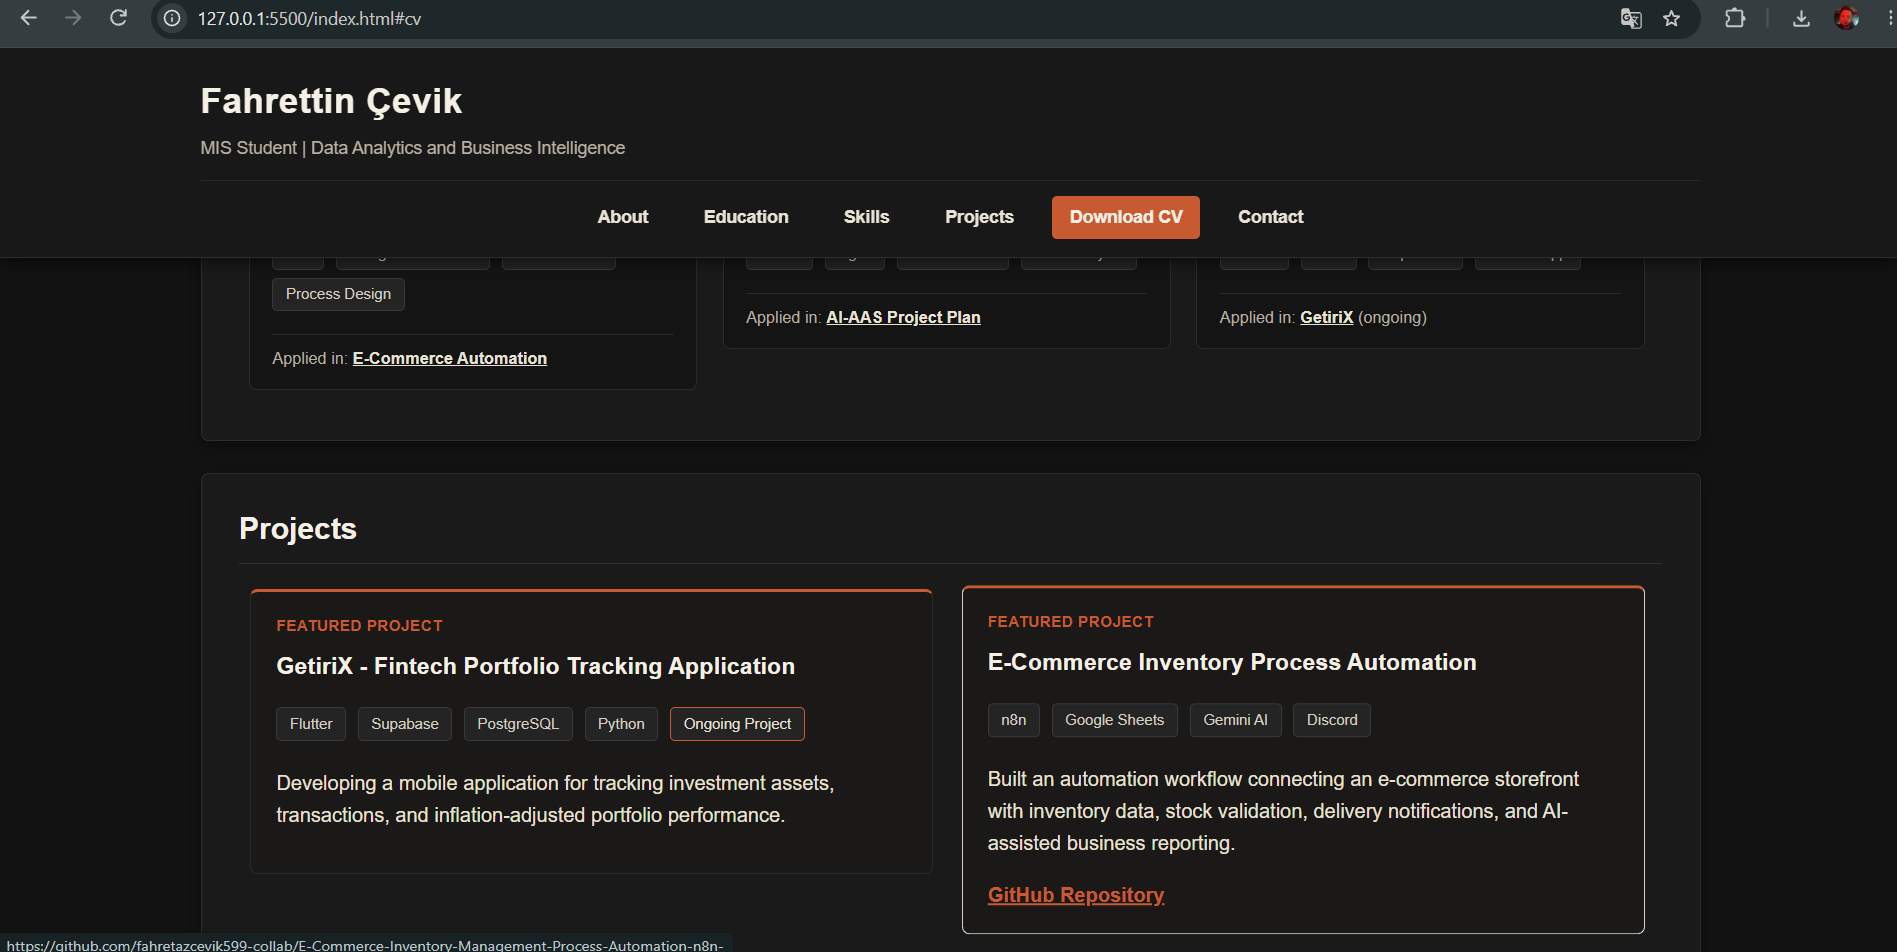 127.0.0.1:5500/index.html#cv
Fahrettin Çevik
MIS Student | Data Analytics and Business Intelligence
About Education Skills Projects Download CV Contact
Process Design
Applied in: E-Commerce Automation
Applied in: AI-AAS Project Plan
Applied in: GetiriX (ongoing)
Projects
FEATURED PROJECT
GetiriX - Fintech Portfolio Tracking Application
Flutter Supabase PostgreSQL Python Ongoing Project
Developing a mobile application for tracking investment assets,
transactions, and inflation-adjusted portfolio performance.
FEATURED PROJECT
E-Commerce Inventory Process Automation
n8n Google Sheets Gemini AI Discord
Built an automation workflow connecting an e-commerce storefront
with inventory data, stock validation, delivery notifications, and AI-
assisted business reporting.
GitHub Repository
https://github.com/fahretazcevik599-collab/E-Commerce-Inventory-Management-Process-Automation-n8n-